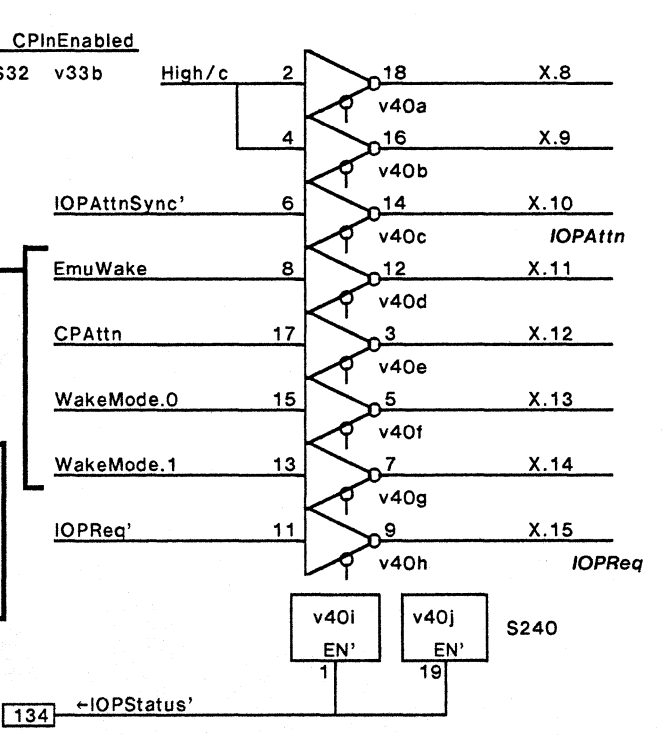 CPInEnabled
S32 v33b
High/c 2 18 X.8
v40a
4 16 X.9
v40b
IOPAttnSync' 6 14 X.10
v40c IOPAttn
EmuWake 8 12 X.11
v40d
CPAttn 17 3 X.12
v40e
WakeMode.0 15 5 X.13
v40f
WakeMode.1 13 7 X.14
v40g
IOPReq' 11 9 X.15
v40h IOPReq
v40i v40j S240
EN' EN'
1 19
134 ←IOPStatus'